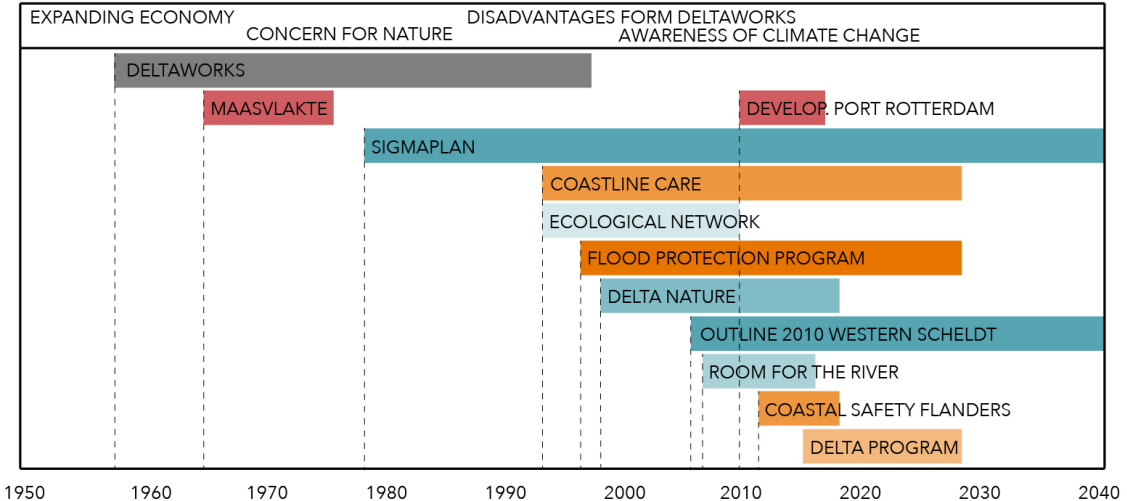 EXPANDING ECONOMY
CONCERN FOR NATURE
DISADVANTAGES FORM DELTAWORKS
AWARENESS OF CLIMATE CHANGE
DELTAWORKS
MAASVLAKTE
DEVELOP. PORT ROTTERDAM
SIGMAPLAN
COASTLINE CARE
ECOLOGICAL NETWORK
FLOOD PROTECTION PROGRAM
DELTA NATURE
OUTLINE 2010 WESTERN SCHELDT
ROOM FOR THE RIVER
COASTAL SAFETY FLANDERS
DELTA PROGRAM
1950 1960 1970 1980 1990 2000 2010 2020 2030 2040